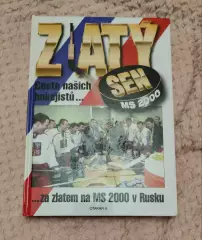 ZLATÝ
SEN
MS 2000
Cesta našich
hokejistů...
...za zlatem na MS 2000 v Rusku